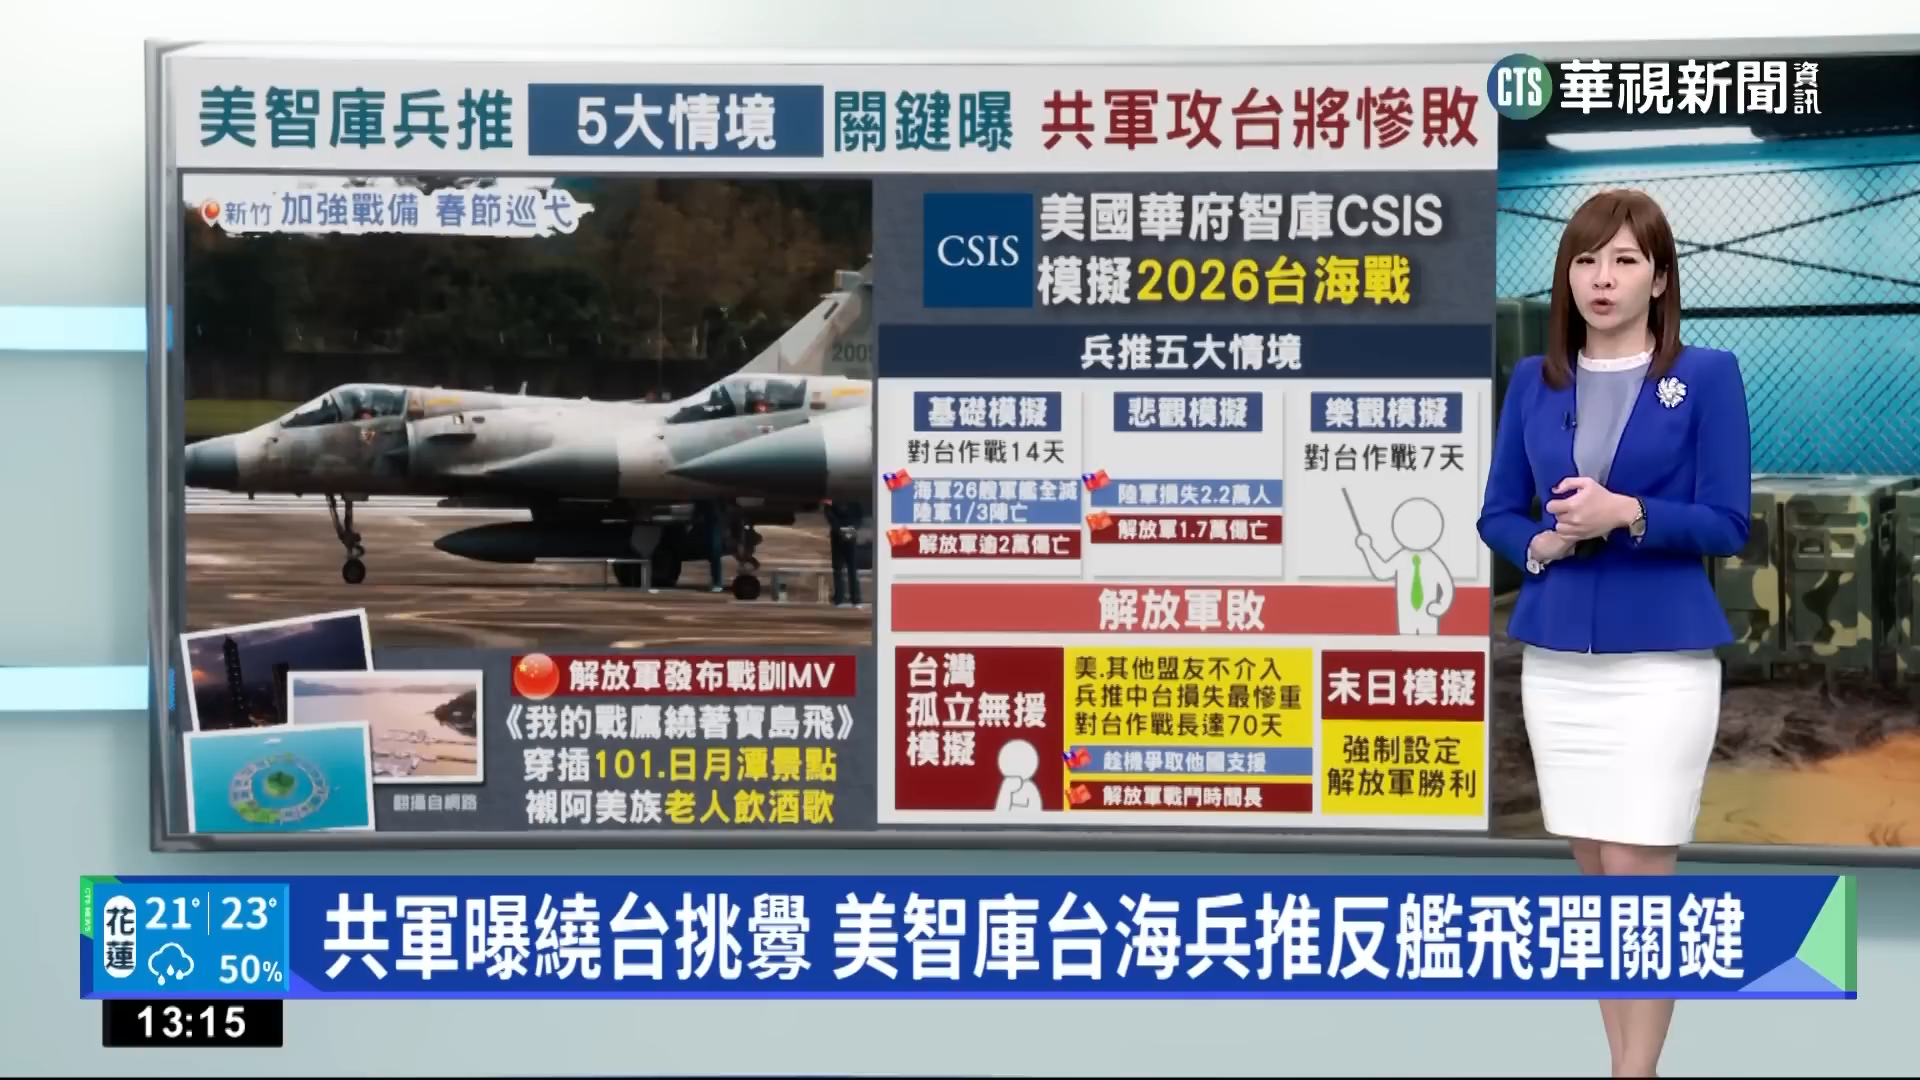 美智庫兵推 5大情境 關鍵曝 共軍攻台將慘敗
CTS 華視新聞資訊
新竹 加強戰備 春節巡弋
2005
CSIS
美國華府智庫CSIS
模擬2026台海戰
兵推五大情境
基礎模擬
對台作戰14天
海軍26艘軍艦全滅
陸軍1/3陣亡
解放軍逾2萬傷亡
悲觀模擬
陸軍損失2.2萬人
解放軍1.7萬傷亡
樂觀模擬
對台作戰7天
解放軍敗
台灣
孤立無援
模擬
美.其他盟友不介入
兵推中台損失最慘重
對台作戰長達70天
趁機爭取他國支援
解放軍戰鬥時間長
末日模擬
強制設定
解放軍勝利
解放軍發布戰訓MV
《我的戰鷹繞著寶島飛》
穿插101.日月潭景點
襯阿美族老人飲酒歌
翻攝自網路
CTS NEWS
花蓮
21° 23°
50%
共軍曝繞台挑釁 美智庫台海兵推反艦飛彈關鍵
13:15